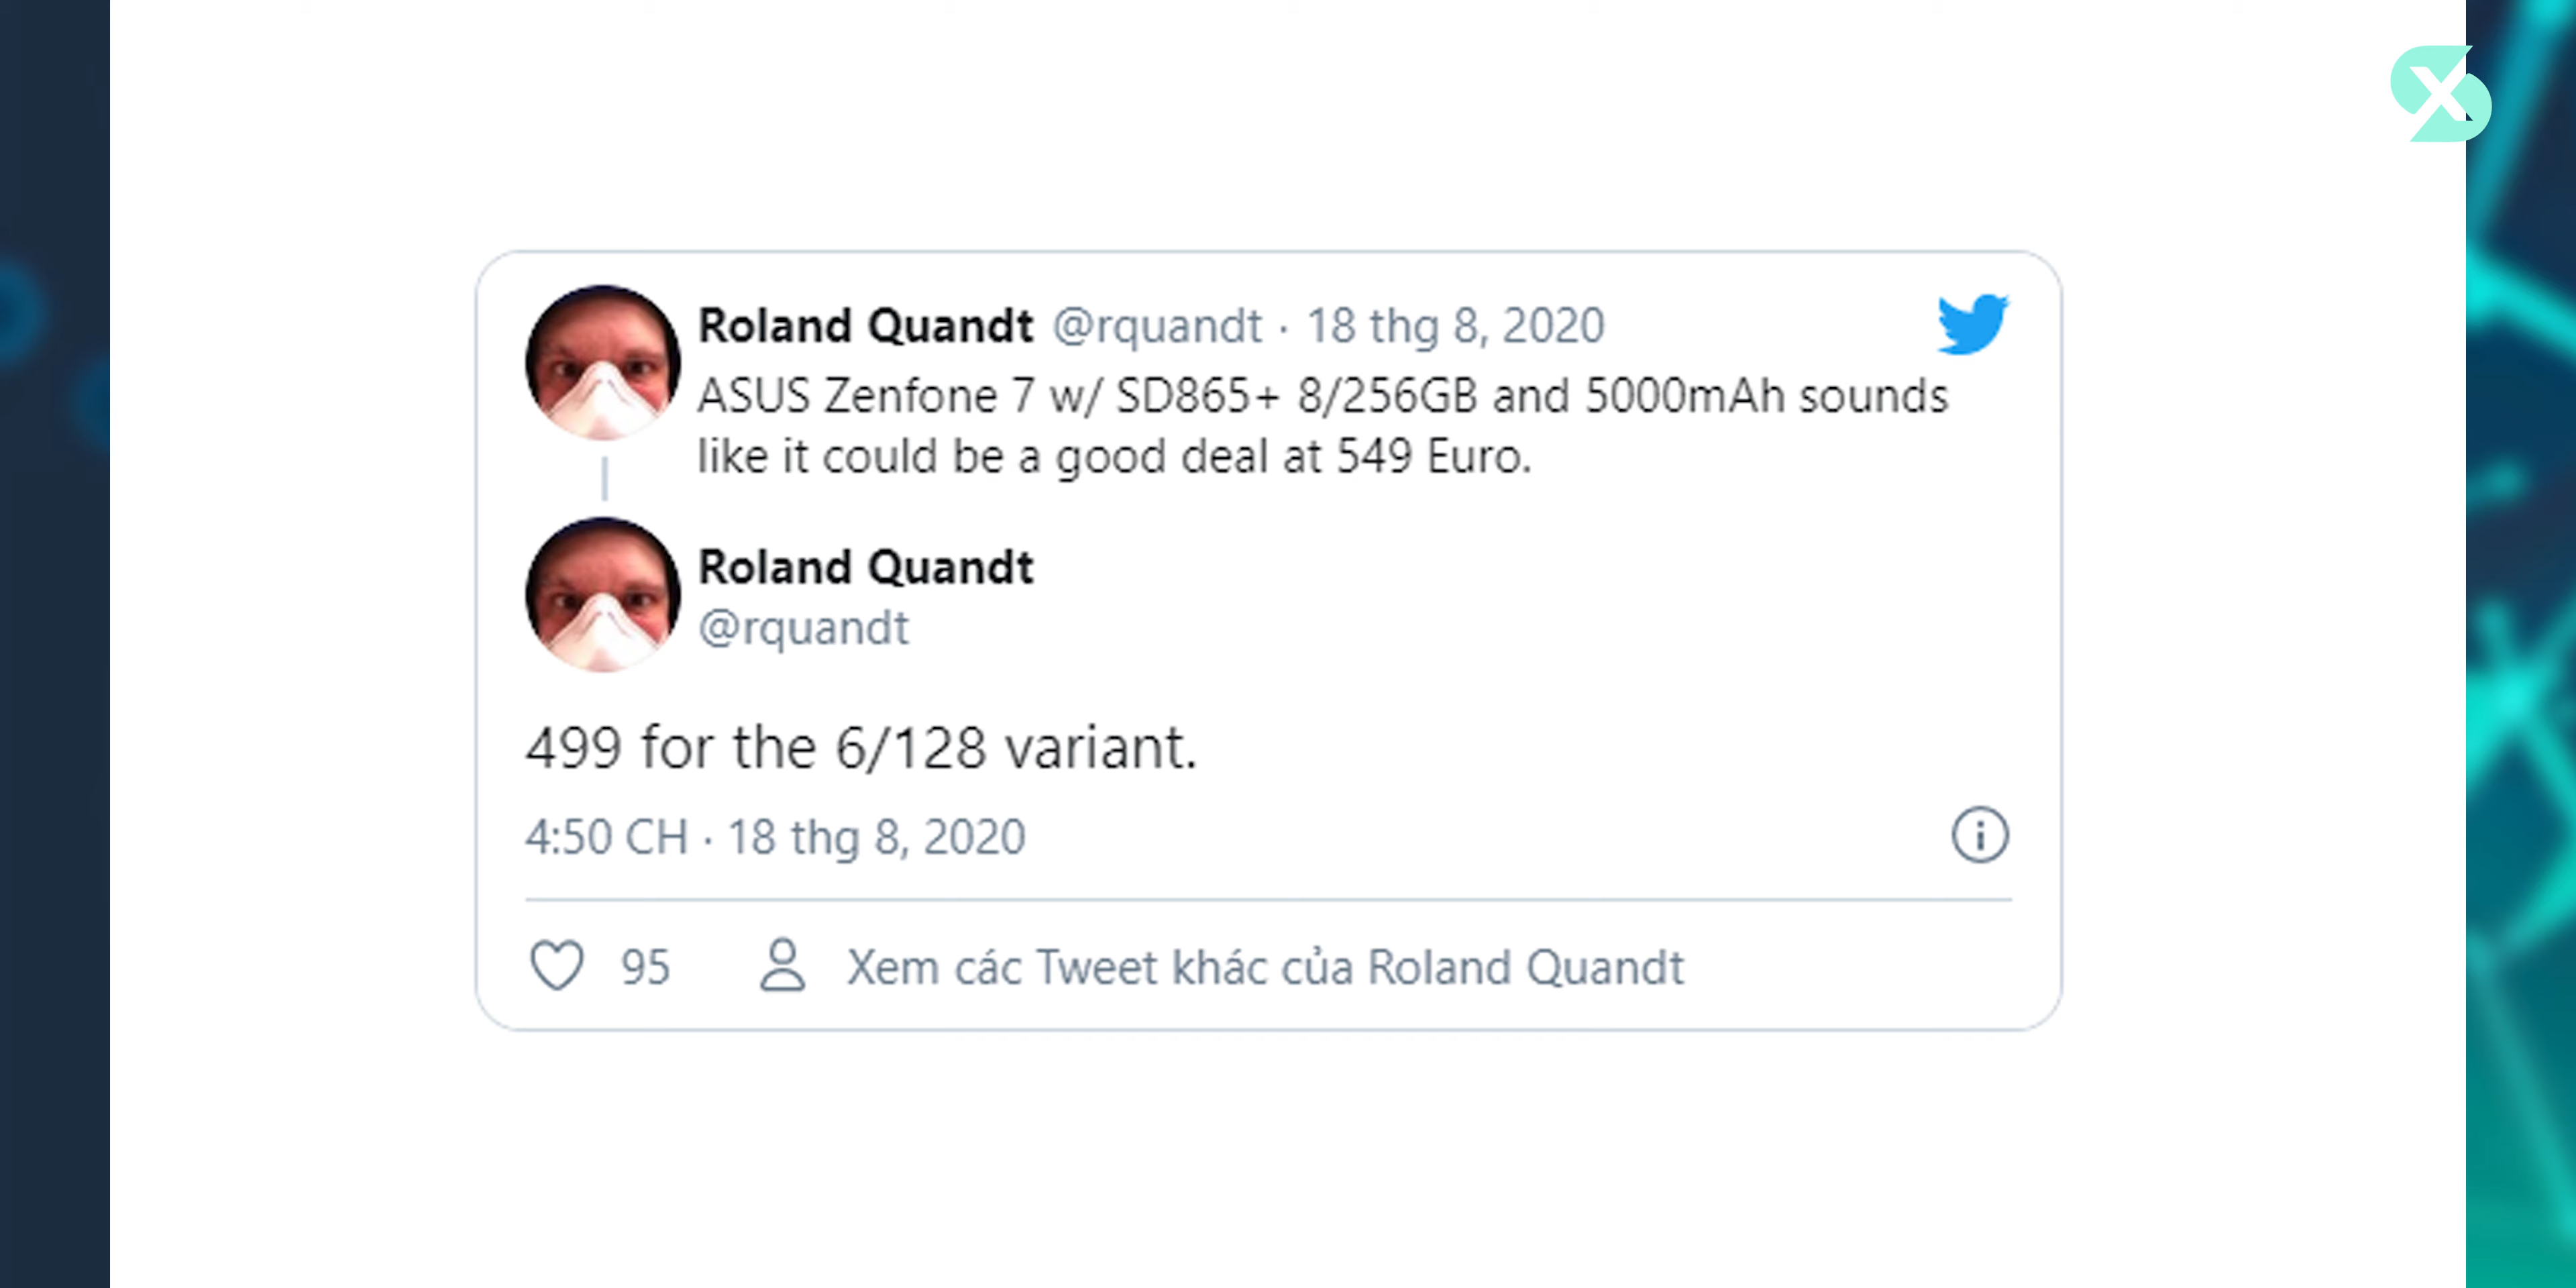 Roland Quandt @rquandt · 18 thg 8, 2020
ASUS Zenfone 7 w/ SD865+ 8/256GB and 5000mAh sounds
like it could be a good deal at 549 Euro.
Roland Quandt
@rquandt
499 for the 6/128 variant.
4:50 CH · 18 thg 8, 2020
95 Xem các Tweet khác của Roland Quandt